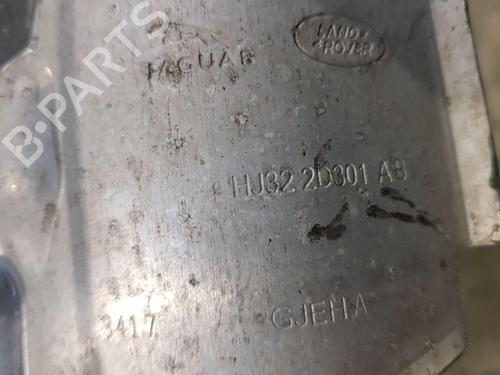 B-PARTS
JAGUAR
LAND
ROVER
HJ32 2D301 AB
3417
GJEHA